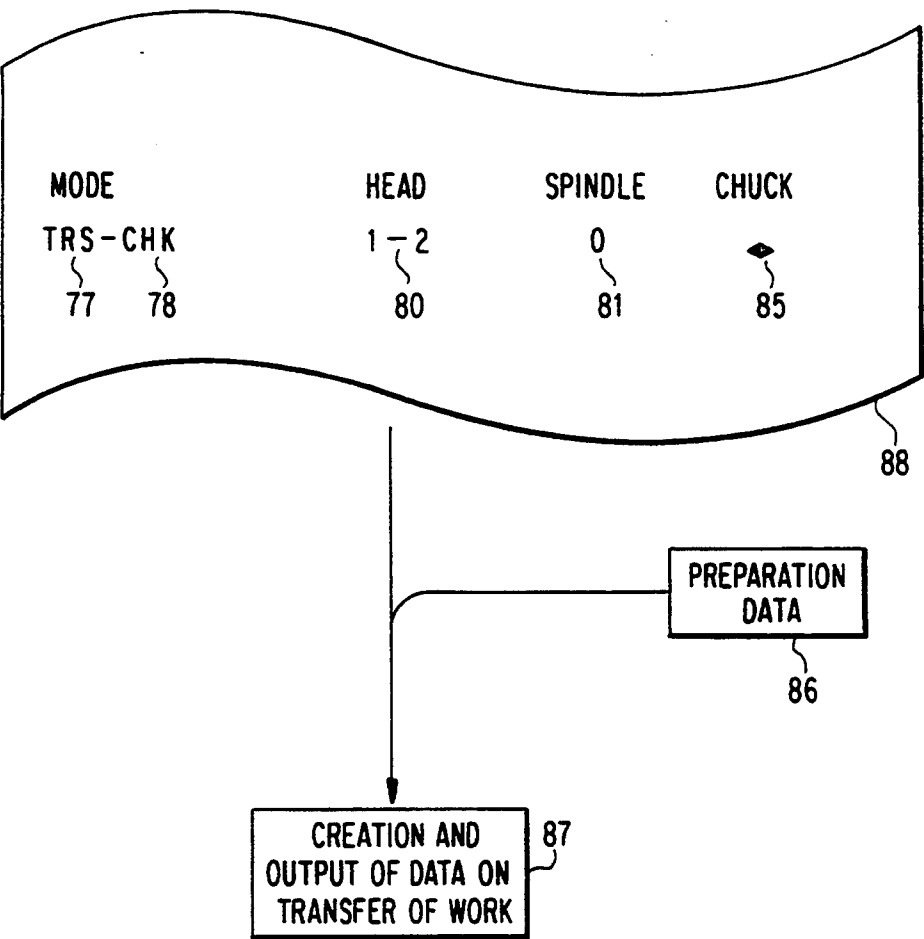 MODE HEAD SPINDLE CHUCK
TRS-CHK 1-2 0
77 78 80 81 85
88
PREPARATION
DATA
86
CREATION AND
OUTPUT OF DATA ON
TRANSFER OF WORK
87